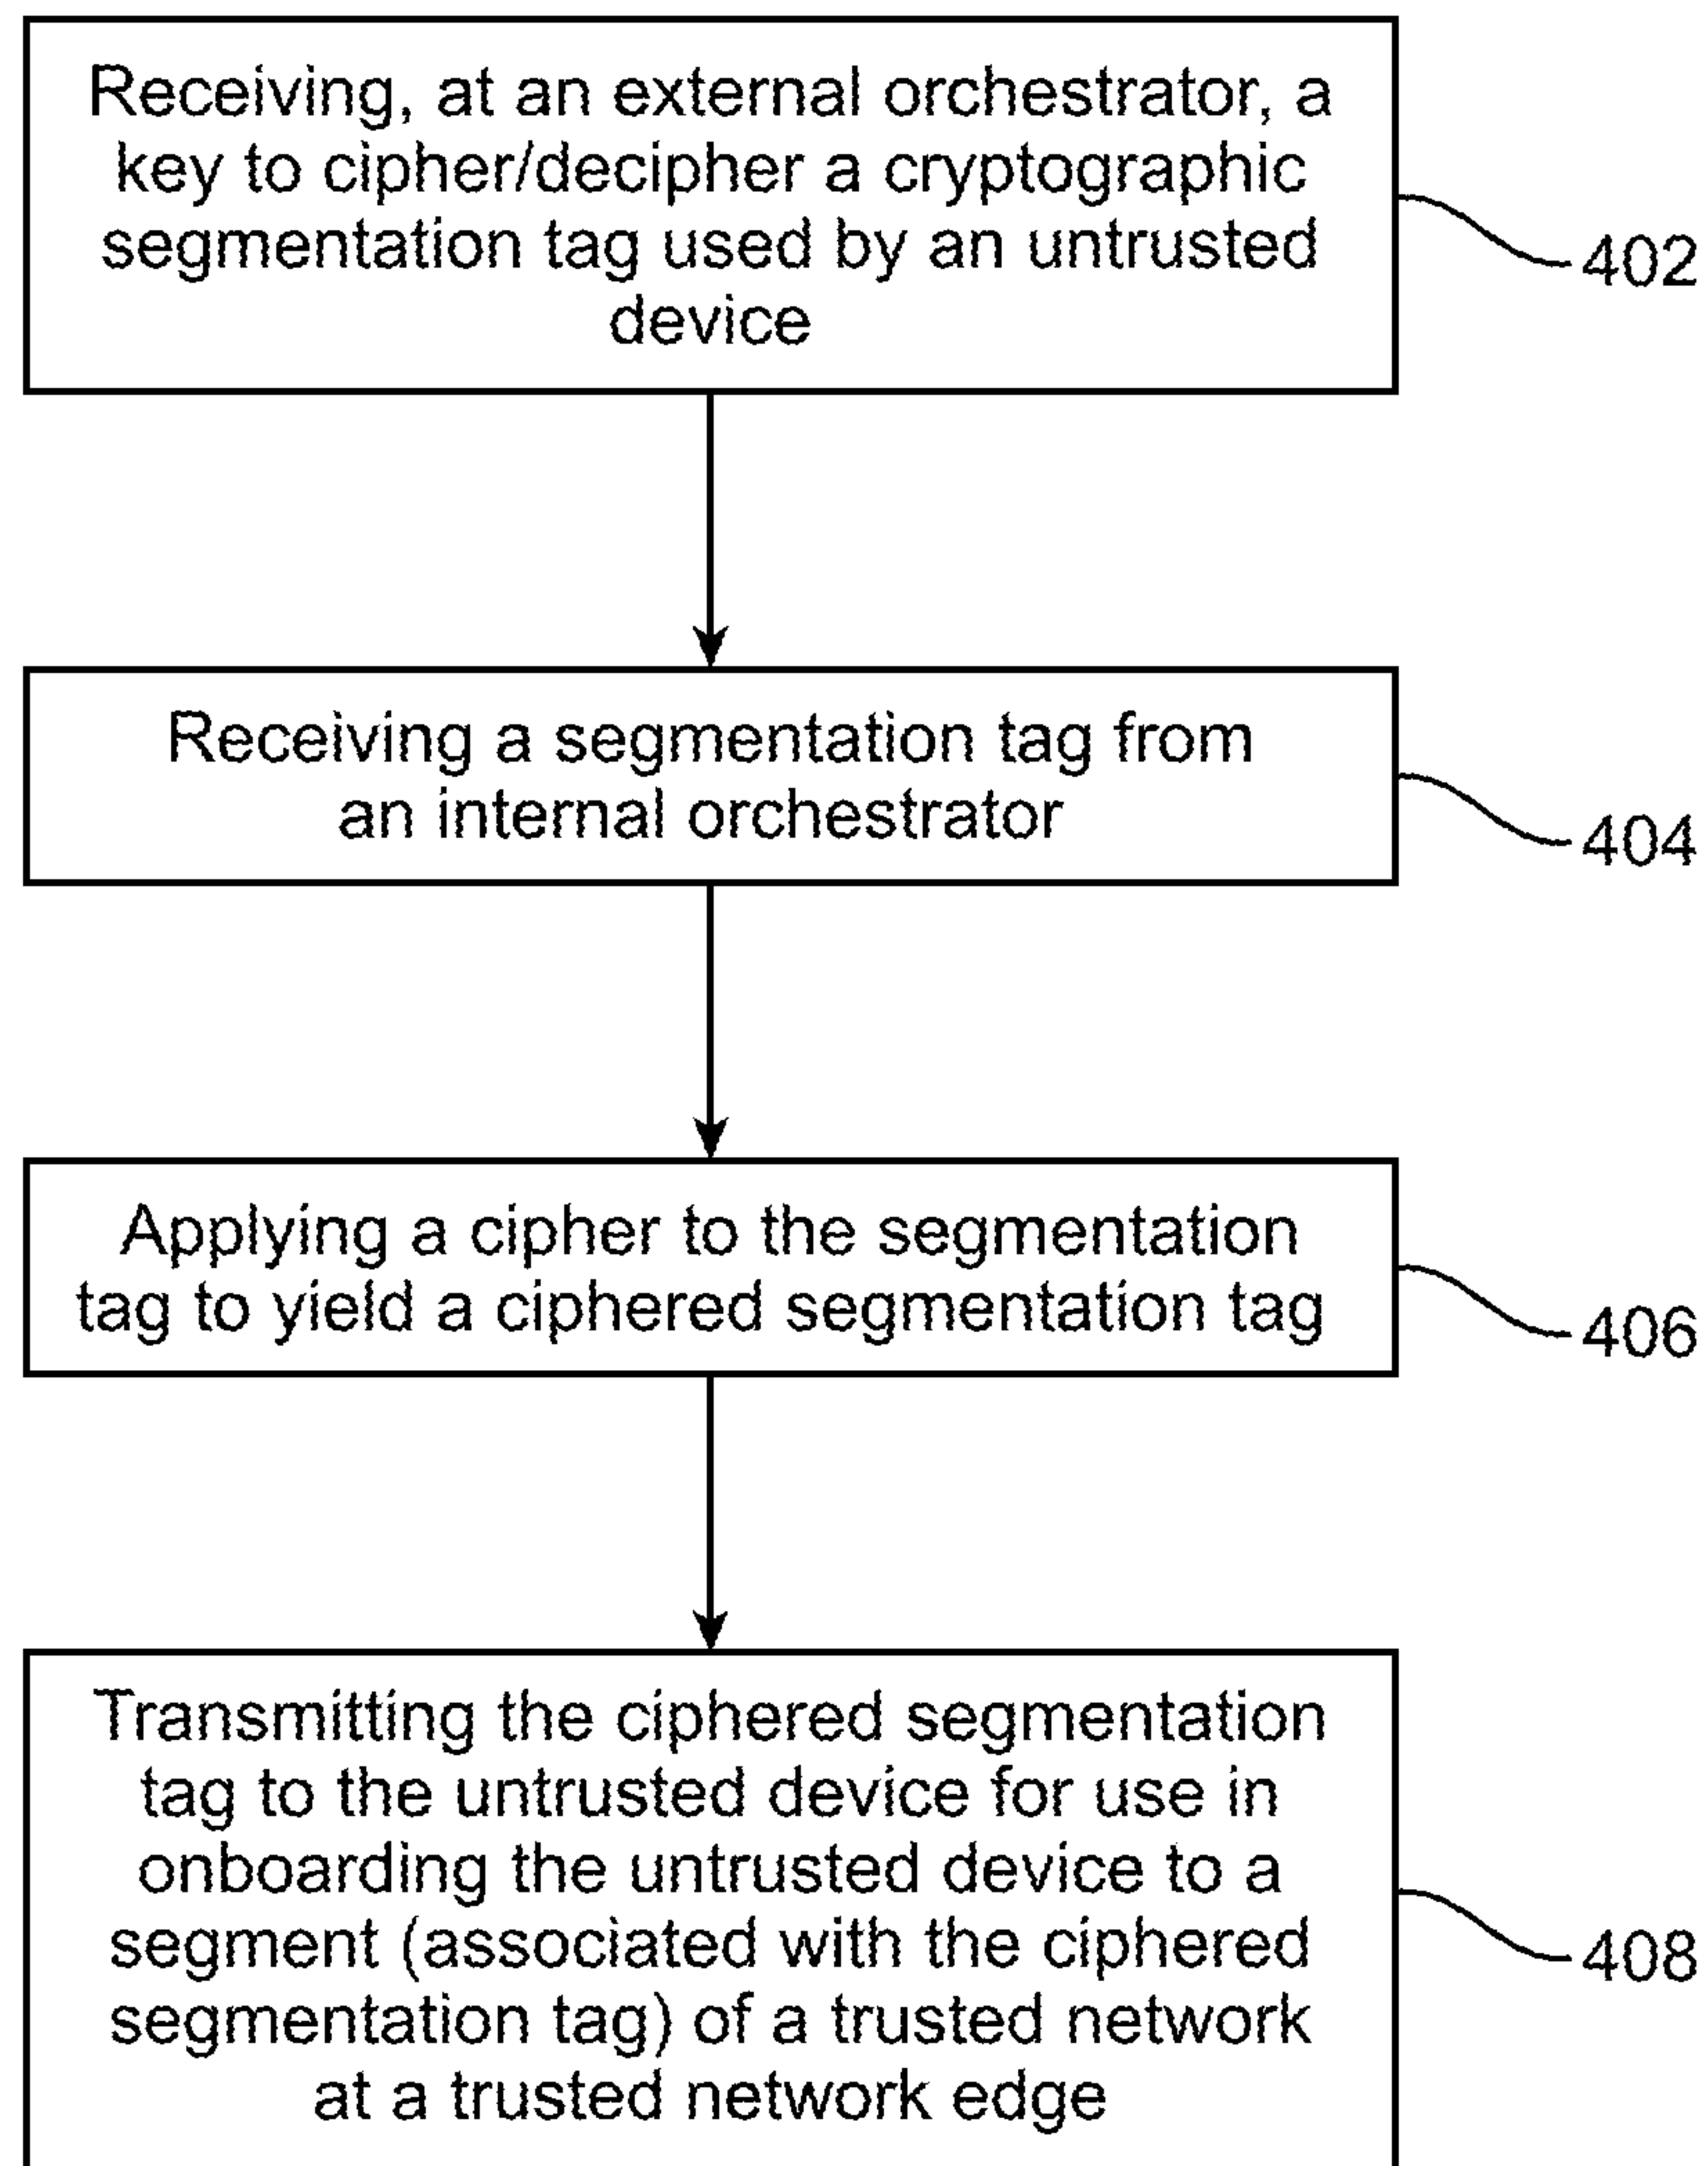 Receiving, at an external orchestrator, a
key to cipher/decipher a cryptographic
segmentation tag used by an untrusted
device
402
Receiving a segmentation tag from
an internal orchestrator
404
Applying a cipher to the segmentation
tag to yield a ciphered segmentation tag
406
Transmitting the ciphered segmentation
tag to the untrusted device for use in
onboarding the untrusted device to a
segment (associated with the ciphered
segmentation tag) of a trusted network
at a trusted network edge
408